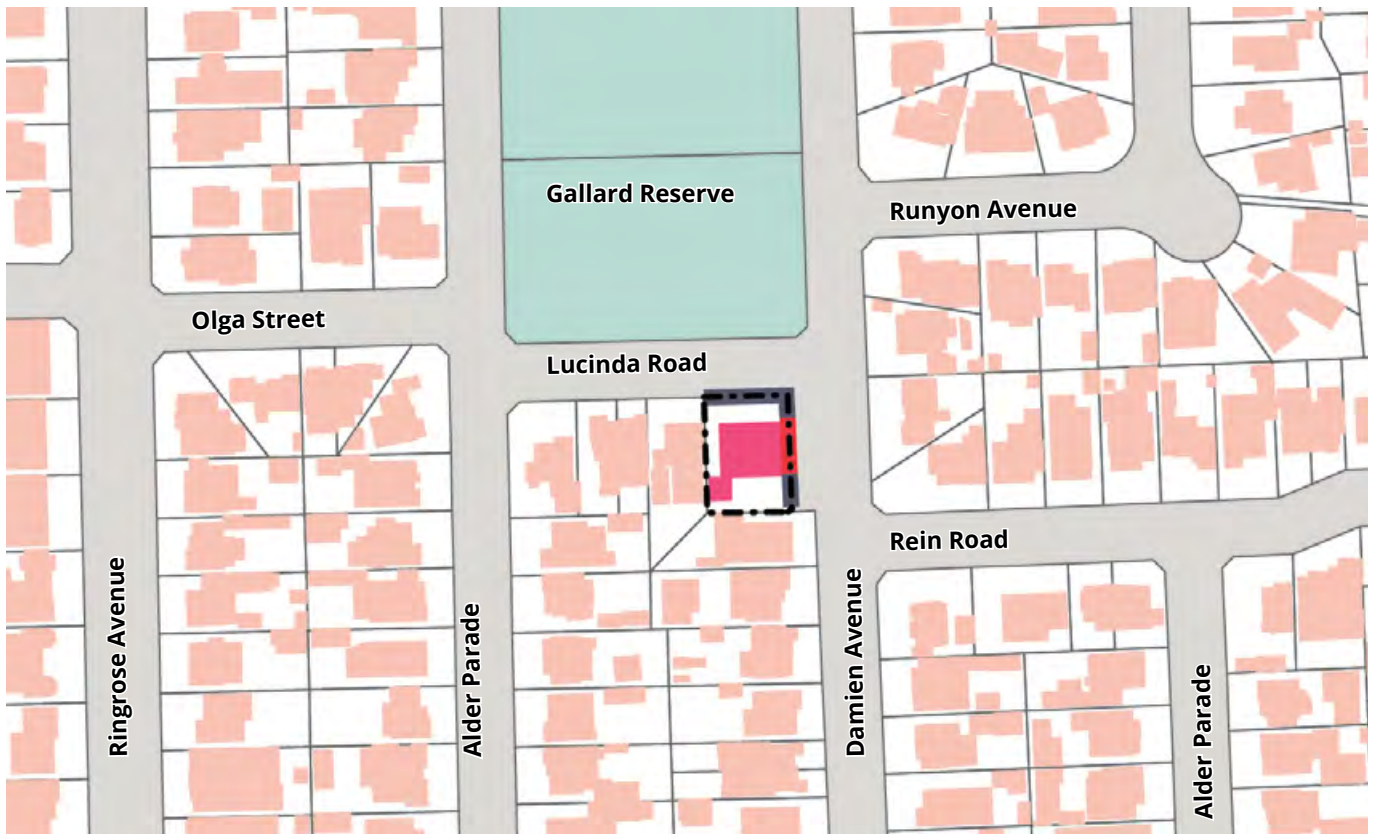 Gallard Reserve
Runyon Avenue
Olga Street
Lucinda Road
Rein Road
Ringrose Avenue
Alder Parade
Damien Avenue
Alder Parade